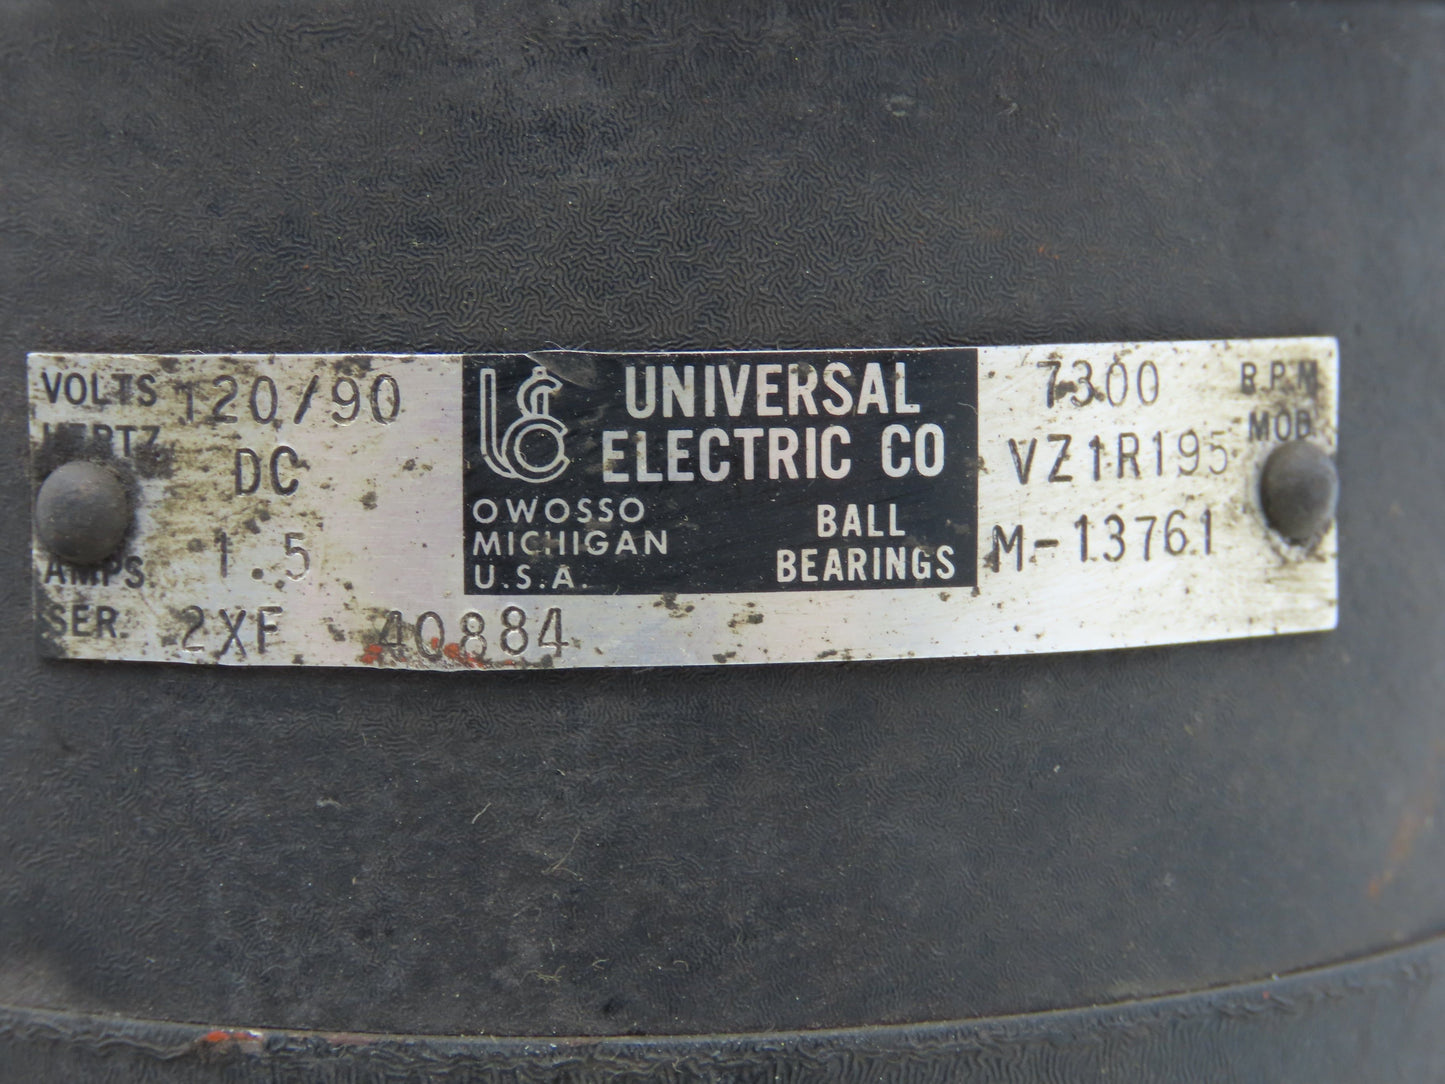 VOLTS 120/90
HERTZ DC
AMPS. 1.5
SER. 2XF 40884
UNIVERSAL
ELECTRIC CO
OWOSSO
MICHIGAN
U.S.A.
BALL
BEARINGS
7300 R.P.M
VZ1R195 MOD.
M-13761